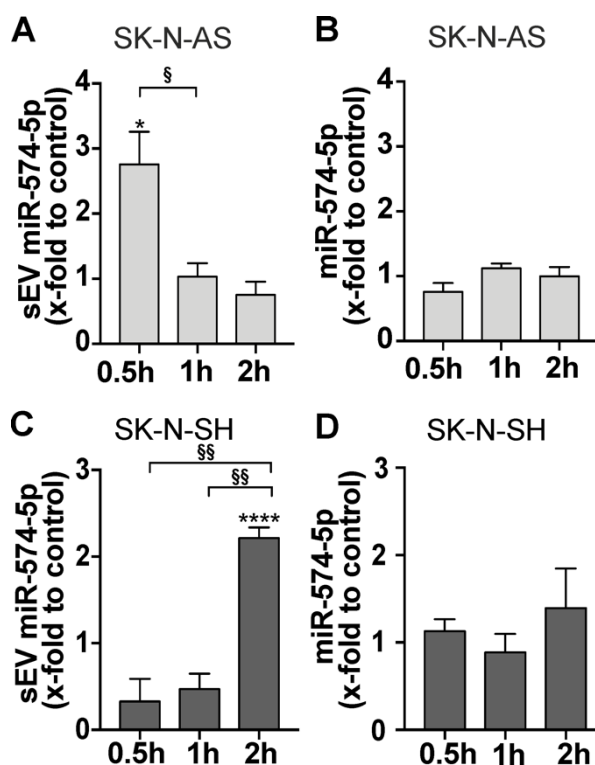 A
SK-N-AS
sEV miR-574-5p
(x-fold to control)
4
3
2
1
0
§
*
0.5h 1h 2h
B
SK-N-AS
miR-574-5p
(x-fold to control)
4
3
2
1
0
0.5h 1h 2h
C
SK-N-SH
sEV miR-574-5p
(x-fold to control)
3
2
1
0
§§
§§
****
0.5h 1h 2h
D
SK-N-SH
miR-574-5p
(x-fold to control)
3
2
1
0
0.5h 1h 2h